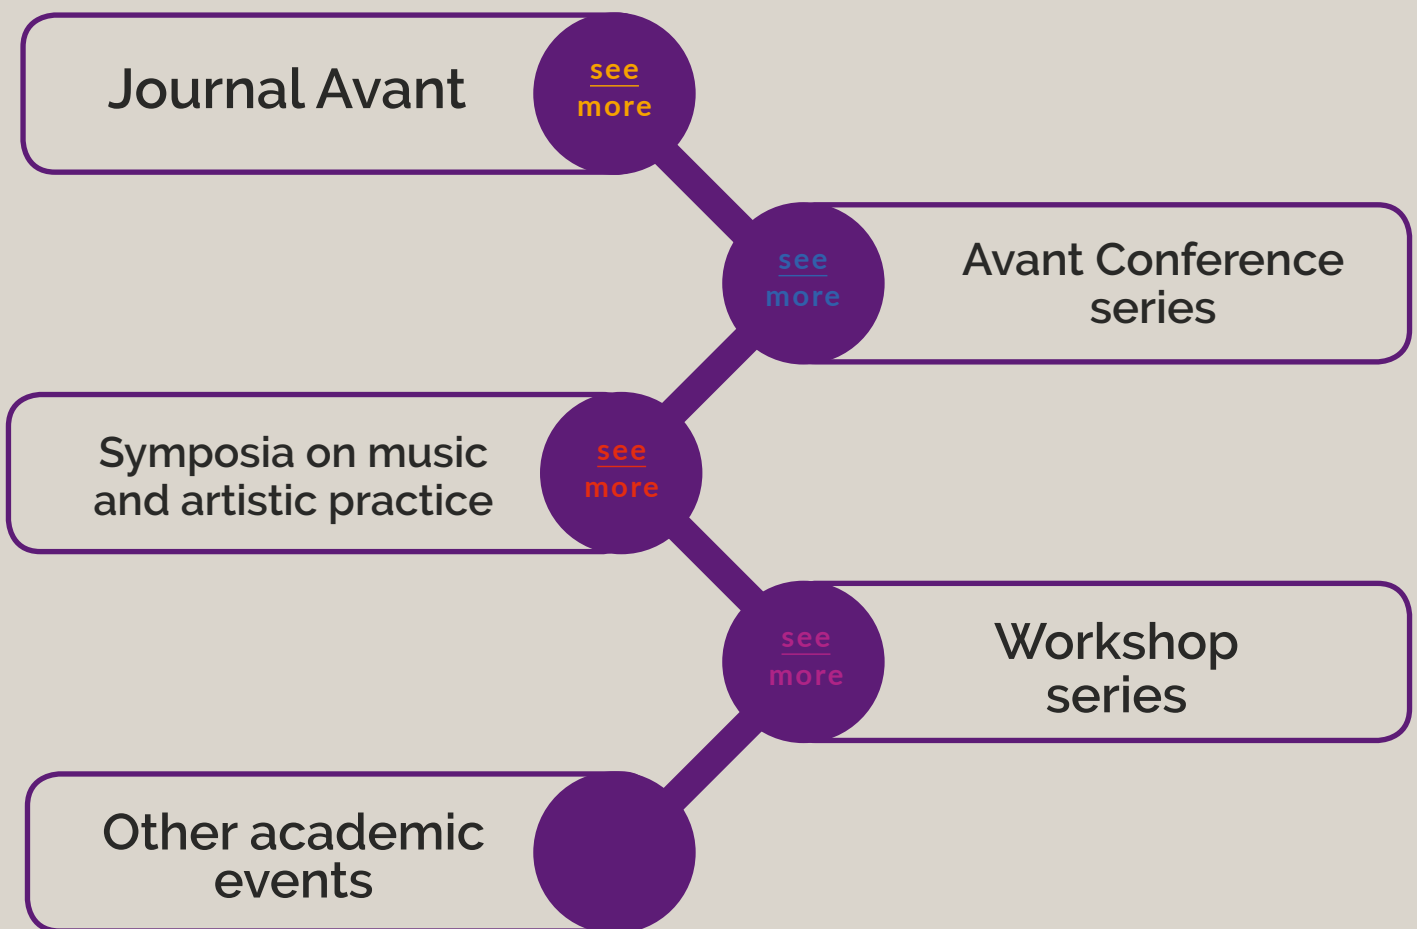 Journal Avant
see
more
see
more
Avant Conference
series
Symposia on music
and artistic practice
see
more
see
more
Workshop
series
Other academic
events